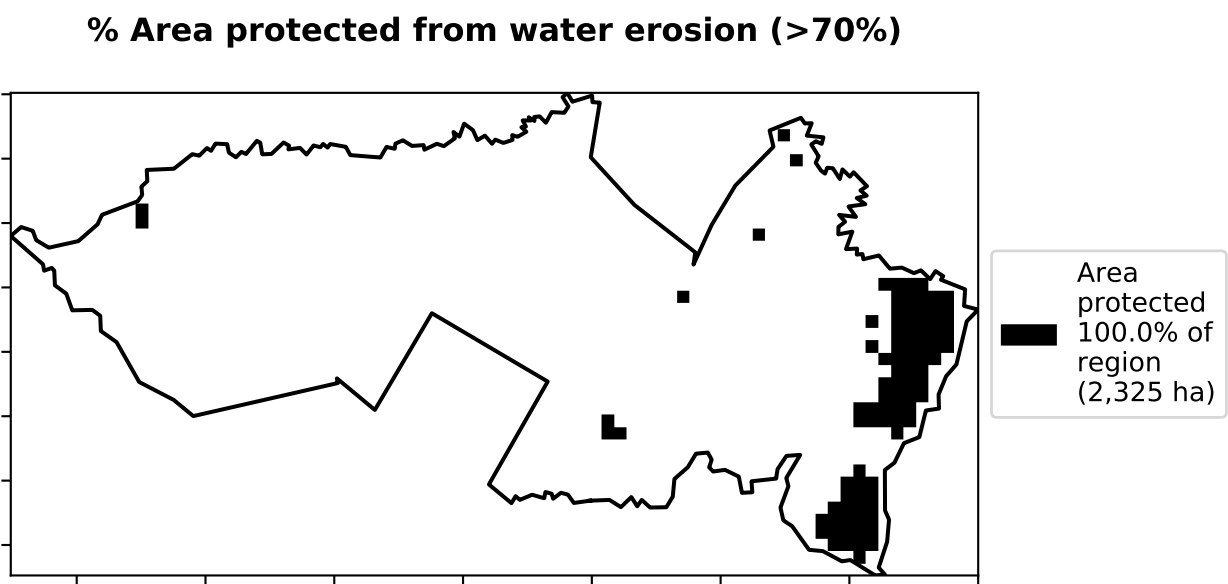 % Area protected from water erosion (>70%)
Area
protected
100.0% of
region
(2,325 ha)